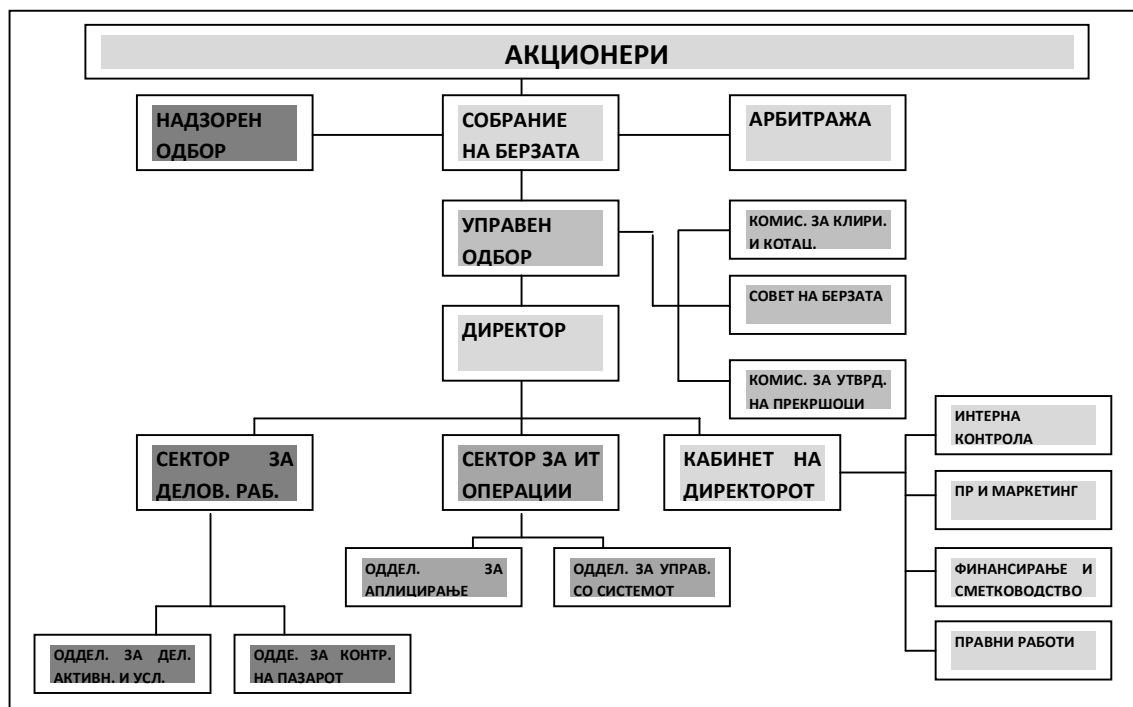 АКЦИОНЕРИ
НАДЗОРЕН
ОДБОР
СОБРАНИЕ
НА БЕРЗАТА
АРБИТРАЖА
УПРАВЕН
ОДБОР
КОМИС. ЗА КЛИРИ.
И КОТАЦ.
СОВЕТ НА БЕРЗАТА
ДИРЕКТОР
КОМИС. ЗА УТВРД.
НА ПРЕКРШОЦИ
СЕКТОР ЗА
ДЕЛОВ. РАБ.
СЕКТОР ЗА ИТ
ОПЕРАЦИИ
КАБИНЕТ НА
ДИРЕКТОРОТ
ИНТЕРНА
КОНТРОЛА
ПР И МАРКЕТИНГ
ФИНАНСИРАЊЕ И
СМЕТКОВОДСТВО
ПРАВНИ РАБОТИ
ОДДЕЛ. ЗА
АПЛИЦИРАЊЕ
ОДДЕЛ. ЗА УПРАВ.
СО СИСТЕМОТ
ОДДЕЛ. ЗА ДЕЛ.
АКТИВН. И УСЛ.
ОДДЕ. ЗА КОНТР.
НА ПАЗАРОТ